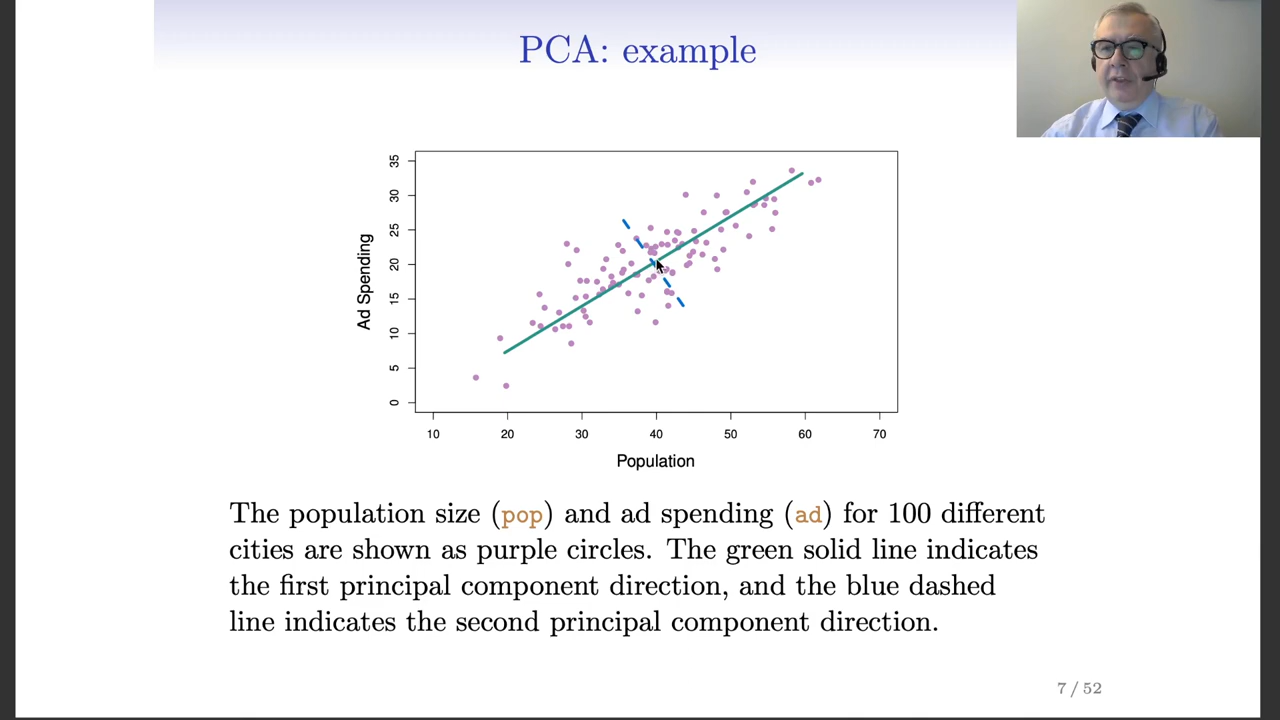 PCA: example
35
30
25
20
15
10
5
0
Ad Spending
10 20 30 40 50 60 70
Population
The population size (pop) and ad spending (ad) for 100 different
cities are shown as purple circles. The green solid line indicates
the first principal component direction, and the blue dashed
line indicates the second principal component direction.
7 / 52